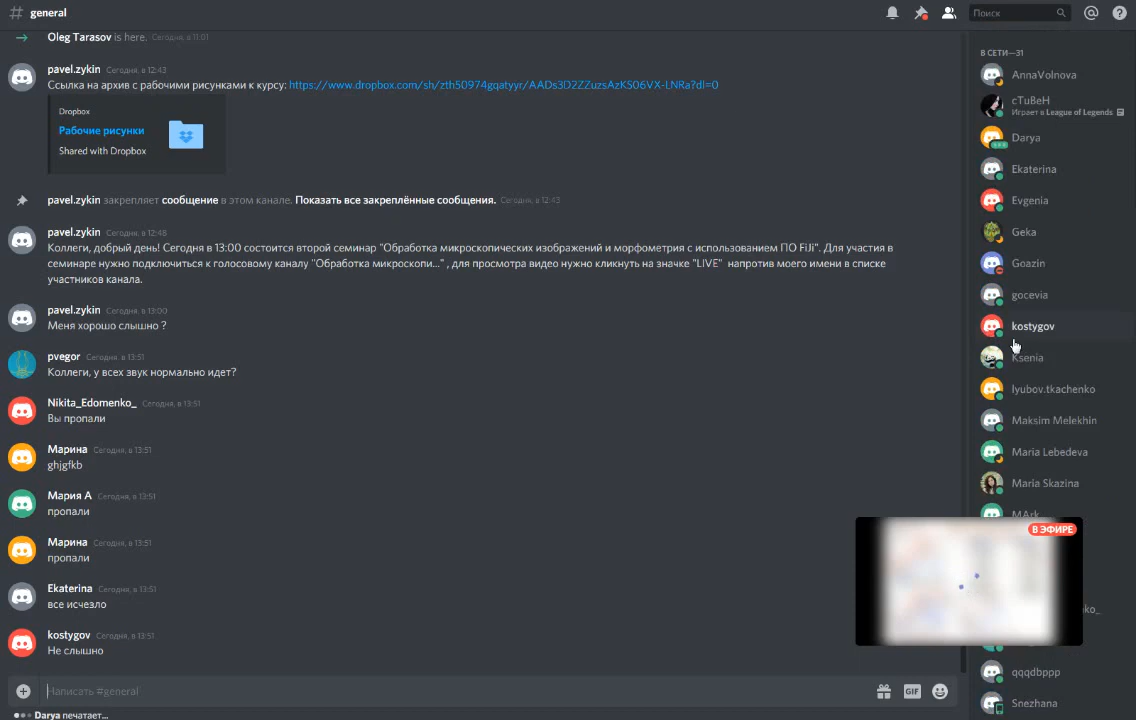 # general
Поиск
Oleg Tarasov is here. Сегодня в 11:01
pavel.zykin Сегодня в 12:43
Ссылка на архив с рабочими рисунками к курсу: https://www.dropbox.com/sh/zth50974gqatyyr/AADs3D2ZZuzsAzKS06VX-LNRa?dl=0
Dropbox
Рабочие рисунки
Shared with Dropbox
pavel.zykin закрепляет сообщение в этом канале. Показать все закреплённые сообщения. Сегодня в 12:43
pavel.zykin Сегодня в 12:48
Коллеги, добрый день! Сегодня в 13:00 состоится второй семинар "Обработка микроскопических изображений и морфометрия с использованием ПО FiJi". Для участия в
семинаре нужно подключиться к голосовому каналу "Обработка микроскопи..." , для просмотра видео нужно кликнуть на значке "LIVE" напротив моего имени в списке
участников канала.
pavel.zykin Сегодня в 13:00
Меня хорошо слышно ?
pvegor Сегодня в 13:51
Коллеги, у всех звук нормально идет?
Nikita_Edomenko_ Сегодня, в 13:51
Вы пропали
Марина Сегодня, в 13:51
ghjgfkb
Мария А Сегодня, в 13:51
пропали
Марина Сегодня, в 13:51
пропали
Ekaterina Сегодня, в 13:51
все исчезло
kostygov Сегодня, в 13:51
Не слышно
Написать #general
GIF
Darya печатает...
В СЕТИ—31
AnnaVolnova
cTuBeH
Играет в League of Legends
Darya
Ekaterina
Evgenia
Geka
Goazin
gocevia
kostygov
Ksenia
lyubov.tkachenko
Maksim Melekhin
Maria Lebedeva
Maria Skazina
MArk
В ЭФИРЕ
ko_
qqqdbppp
Snezhana